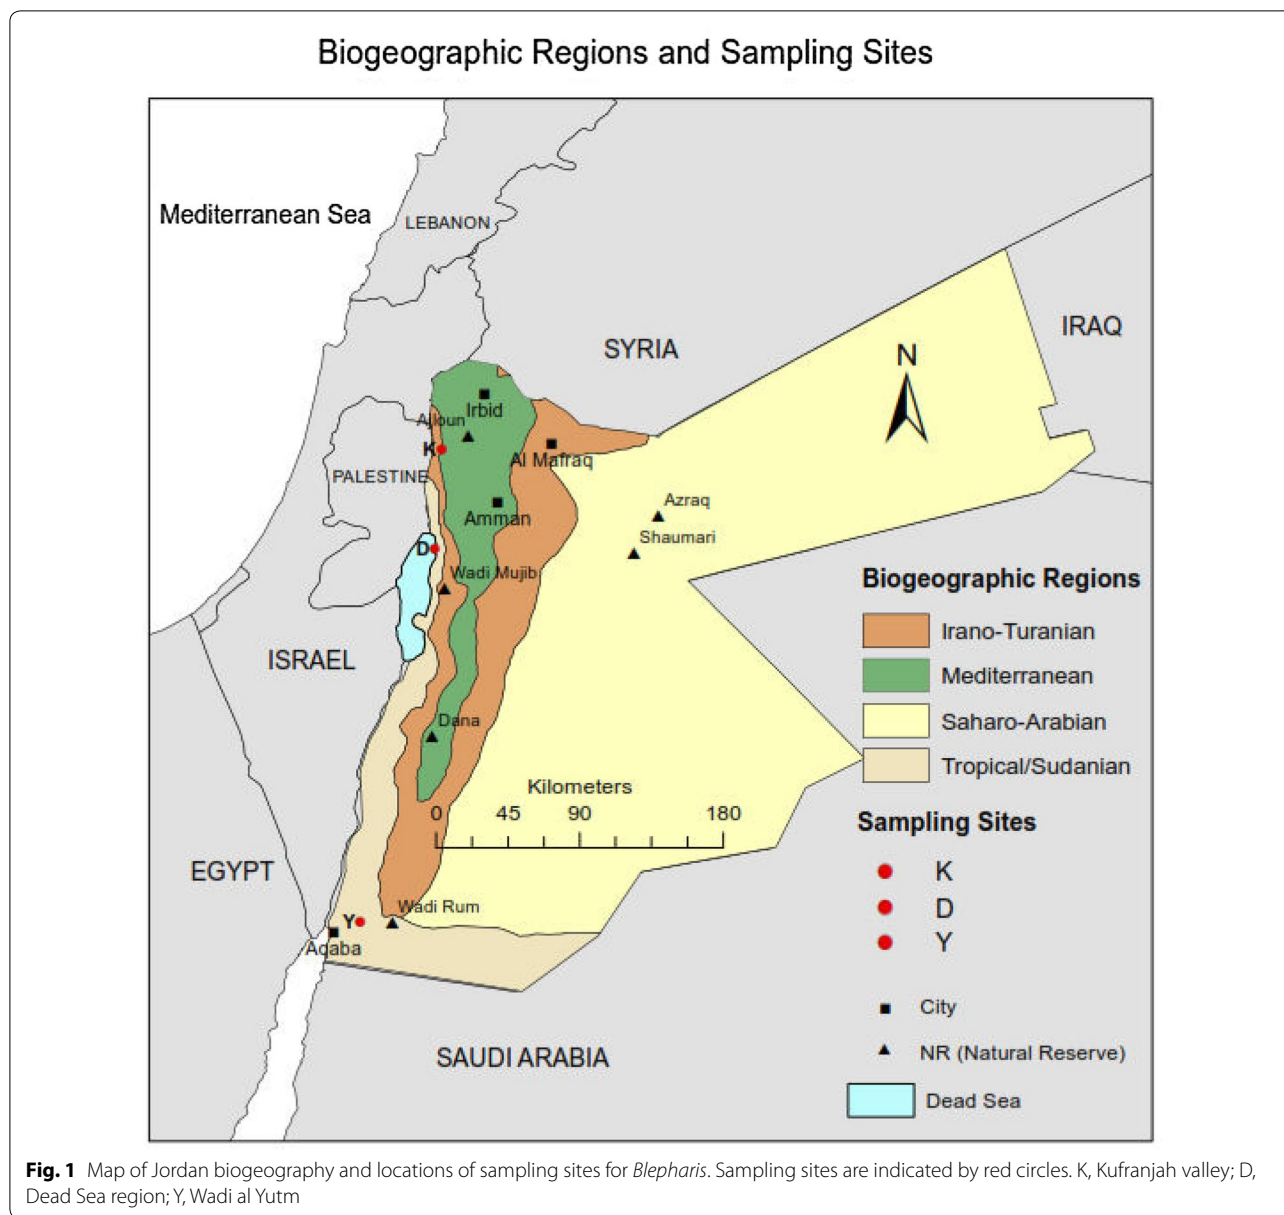 Biogeographic Regions and Sampling Sites
Mediterranean Sea
LEBANON
SYRIA
IRAQ
N
Irbid
Ajloun
K
Al Mafraq
PALESTINE
Azraq
Amman
Shaumari
D
Wadi Mujib
Biogeographic Regions
Irano-Turanian
ISRAEL
Mediterranean
Dana
Saharo-Arabian
Tropical/Sudanian
Kilometers
0 45 90 180
Sampling Sites
EGYPT
K
Wadi Rum
D
Y
Y
Aqaba
City
SAUDI ARABIA
NR (Natural Reserve)
Dead Sea
Fig. 1 Map of Jordan biogeography and locations of sampling sites for Blepharis. Sampling sites are indicated by red circles. K, Kufranjah valley; D,
Dead Sea region; Y, Wadi al Yutm